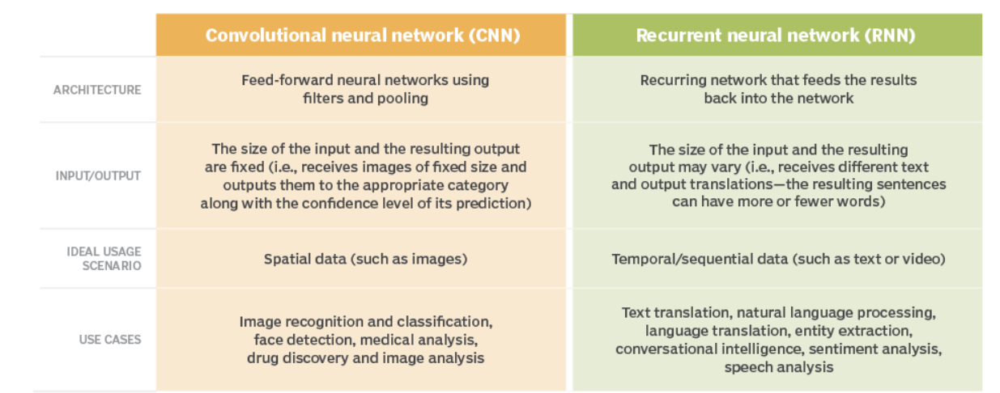 Convolutional neural network (CNN)
Recurrent neural network (RNN)
ARCHITECTURE
Feed-forward neural networks using
filters and pooling
Recurring network that feeds the results
back into the network
INPUT/OUTPUT
The size of the input and the resulting output
are fixed (i.e., receives images of fixed size and
outputs them to the appropriate category
along with the confidence level of its prediction)
The size of the input and the resulting
output may vary (i.e., receives different text
and output translations—the resulting sentences
can have more or fewer words)
IDEAL USAGE
SCENARIO
Spatial data (such as images)
Temporal/sequential data (such as text or video)
USE CASES
Image recognition and classification,
face detection, medical analysis,
drug discovery and image analysis
Text translation, natural language processing,
language translation, entity extraction,
conversational intelligence, sentiment analysis,
speech analysis